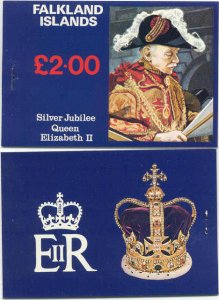 FALKLAND
ISLANDS
£2·00
Silver Jubilee
Queen
Elizabeth II
EIIR